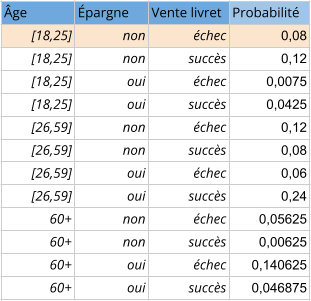 Âge Épargne Vente livret Probabilité
[18,25] non échec 0,08
[18,25] non succès 0,12
[18,25] oui échec 0,0075
[18,25] oui succès 0,0425
[26,59] non échec 0,12
[26,59] non succès 0,08
[26,59] oui échec 0,06
[26,59] oui succès 0,24
60+ non échec 0,05625
60+ non succès 0,00625
60+ oui échec 0,140625
60+ oui succès 0,046875